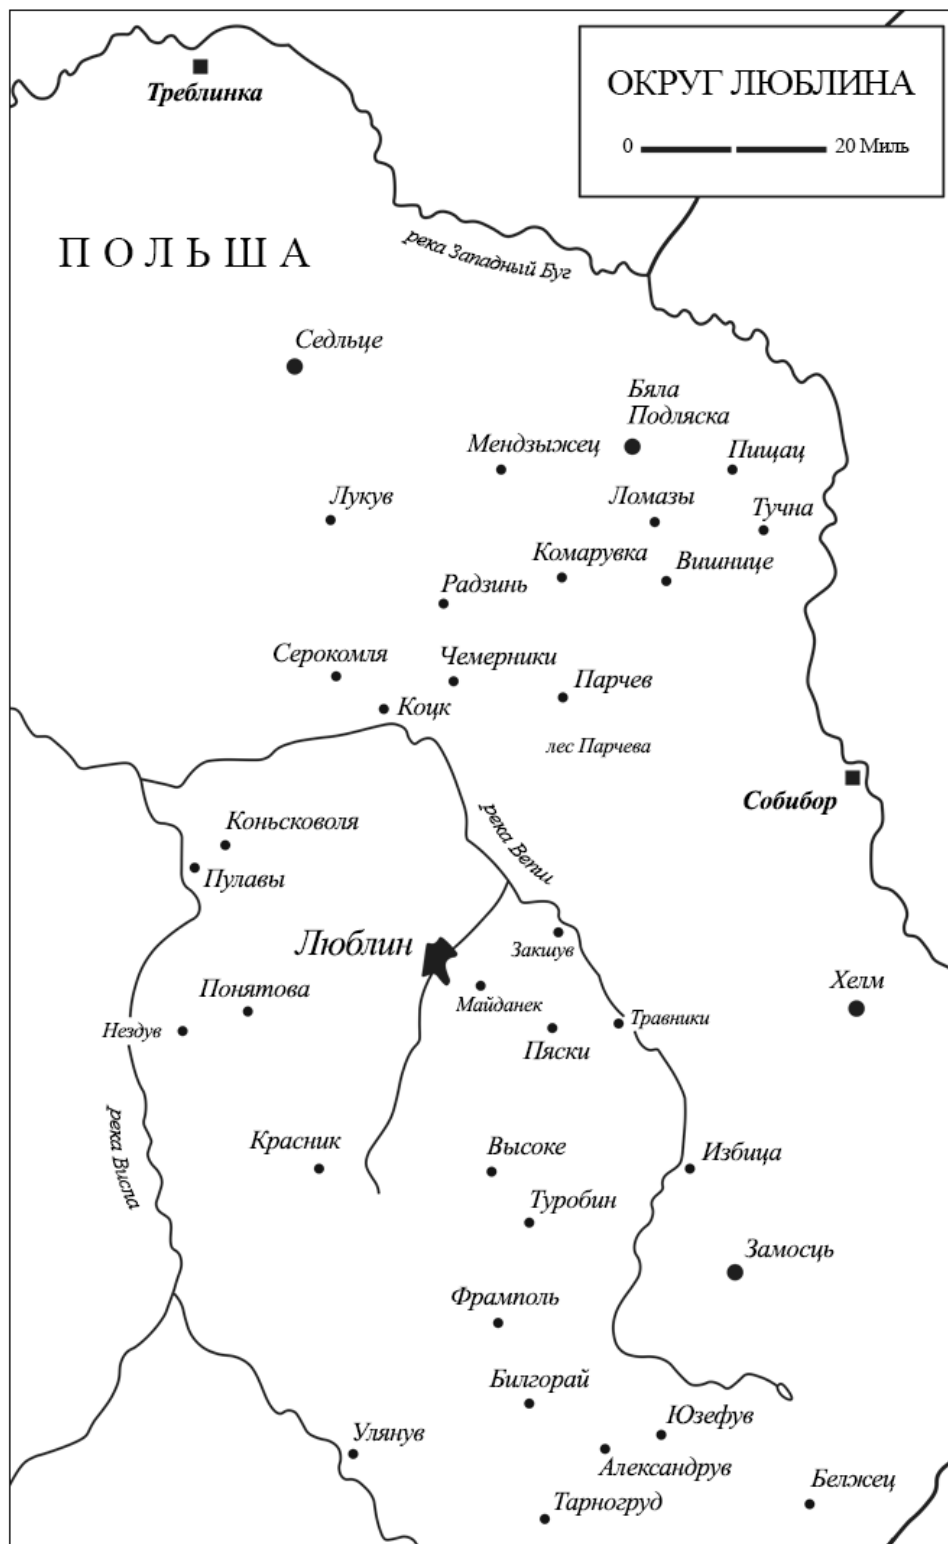 ОКРУГ ЛЮБЛИНА
0 20 Миль
Треблинка
ПОЛЬША
река Западный Буг
Седльце
Бяла
Подляска
Мендзыжец
Пищац
Лукув
Ломазы
Тучна
Комарувка
Вишнице
Радзинь
Серокомля
Чемерники
Парчев
Коцк
лес Парчева
Собибор
река Вепш
Коньсковоля
Пулавы
Люблин
Закшув
Хелм
Понятова
Майданек
Нездув
Травники
Пяски
река Висла
Красник
Высоке
Избица
Туробин
Замосць
Фрамполь
Билгорай
Юзефув
Улянув
Александрув
Белжец
Тарногруд